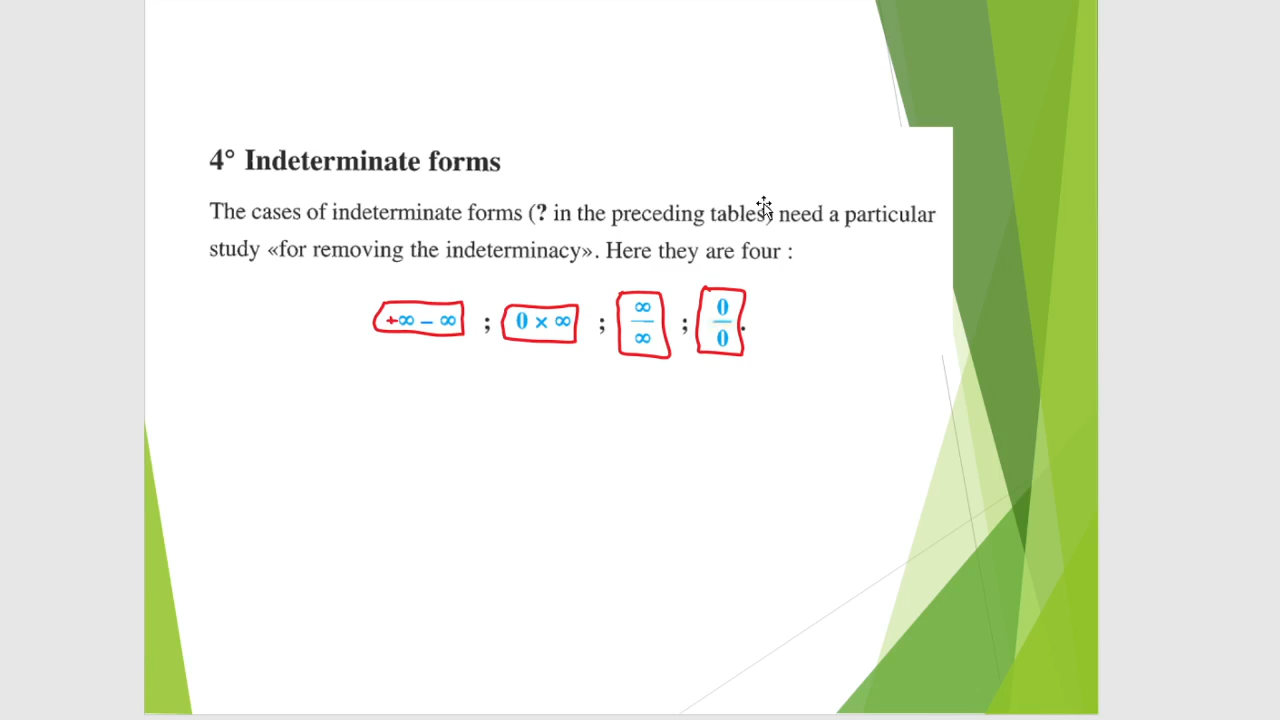 4° Indeterminate forms
The cases of indeterminate forms (? in the preceding tables) need a particular
study «for removing the indeterminacy». Here they are four :
+∞ − ∞ ; 0 × ∞ ; ∞/∞ ; 0/0.